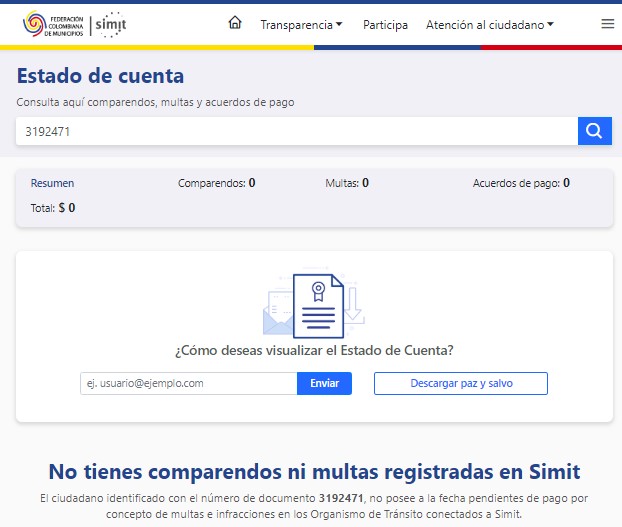 FEDERACIÓN
COLOMBIANA
DE MUNICIPIOS
simit
Transparencia
Participa
Atención al ciudadano
Estado de cuenta
Consulta aquí comparendos, multas y acuerdos de pago
3192471
Resumen
Comparendos: 0
Multas: 0
Acuerdos de pago: 0
Total: $ 0
¿Cómo deseas visualizar el Estado de Cuenta?
ej. usuario@ejemplo.com
Enviar
Descargar paz y salvo
No tienes comparendos ni multas registradas en Simit
El ciudadano identificado con el número de documento 3192471, no posee a la fecha pendientes de pago por
concepto de multas e infracciones en los Organismo de Tránsito conectados a Simit.